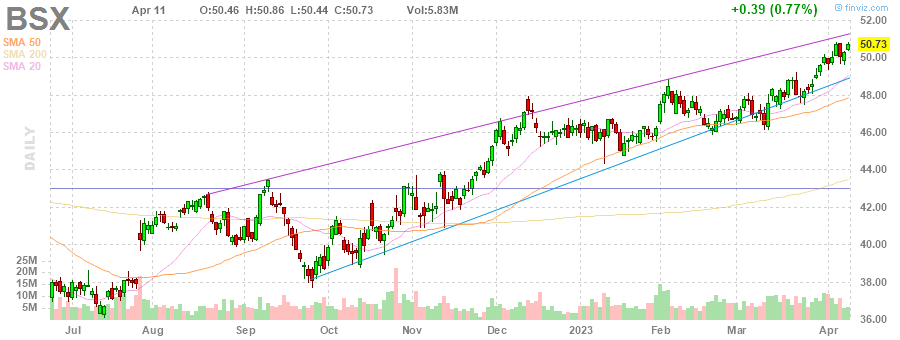 BSX Apr 11 O:50.46 H:50.86 L:50.44 C:50.73 Vol:5.83M +0.39 (0.77%) © finviz.com
SMA 50
SMA 200
SMA 20
DAILY
52.00
50.73
50.00
48.00
46.00
44.00
42.00
40.00
38.00
36.00
25M
20M
15M
10M
5M
Jul Aug Sep Oct Nov Dec 2023 Feb Mar Apr